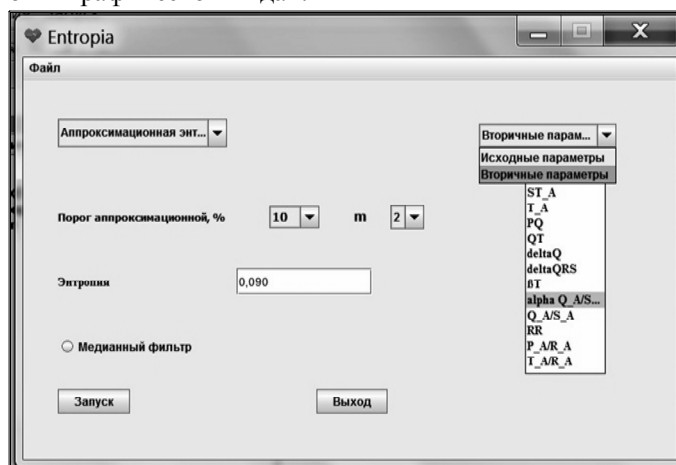 Entropia
Файл
Аппроксимационная энт...
Вторичные парам...
Исходные параметры
Вторичные параметры
ST_A
T_A
PQ
QT
deltaQ
deltaQRS
ßT
alpha Q_A/S...
Q_A/S_A
RR
P_A/R_A
T_A/R_A
Порог аппроксимационной, % 10 m 2
Энтропия 0,090
Медианный фильтр
Запуск Выход